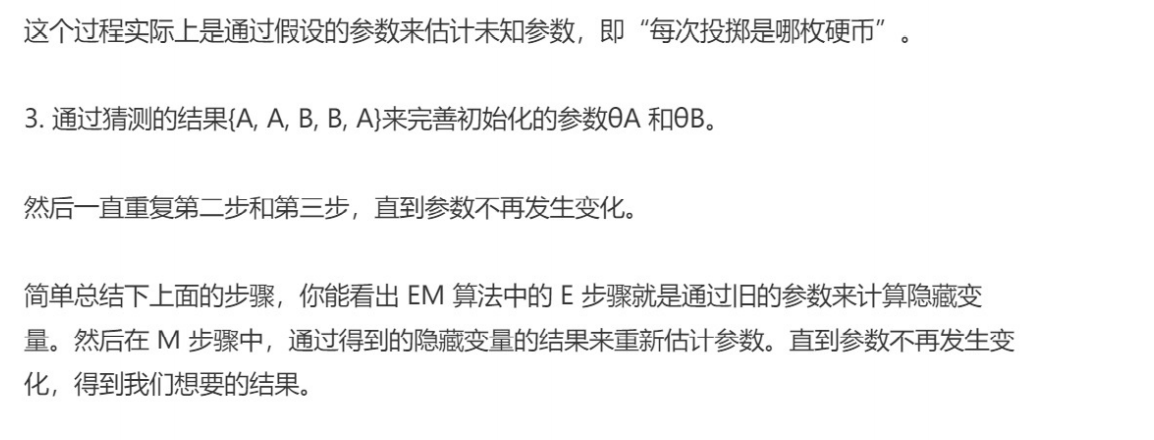 这个过程实际上是通过假设的参数来估计未知参数，即“每次投掷是哪枚硬币”。
3. 通过猜测的结果{A, A, B, B, A}来完善初始化的参数θA 和θB。
然后一直重复第二步和第三步，直到参数不再发生变化。
简单总结下上面的步骤，你能看出 EM 算法中的 E 步骤就是通过旧的参数来计算隐藏变
量。然后在 M 步骤中，通过得到的隐藏变量的结果来重新估计参数。直到参数不再发生变
化，得到我们想要的结果。